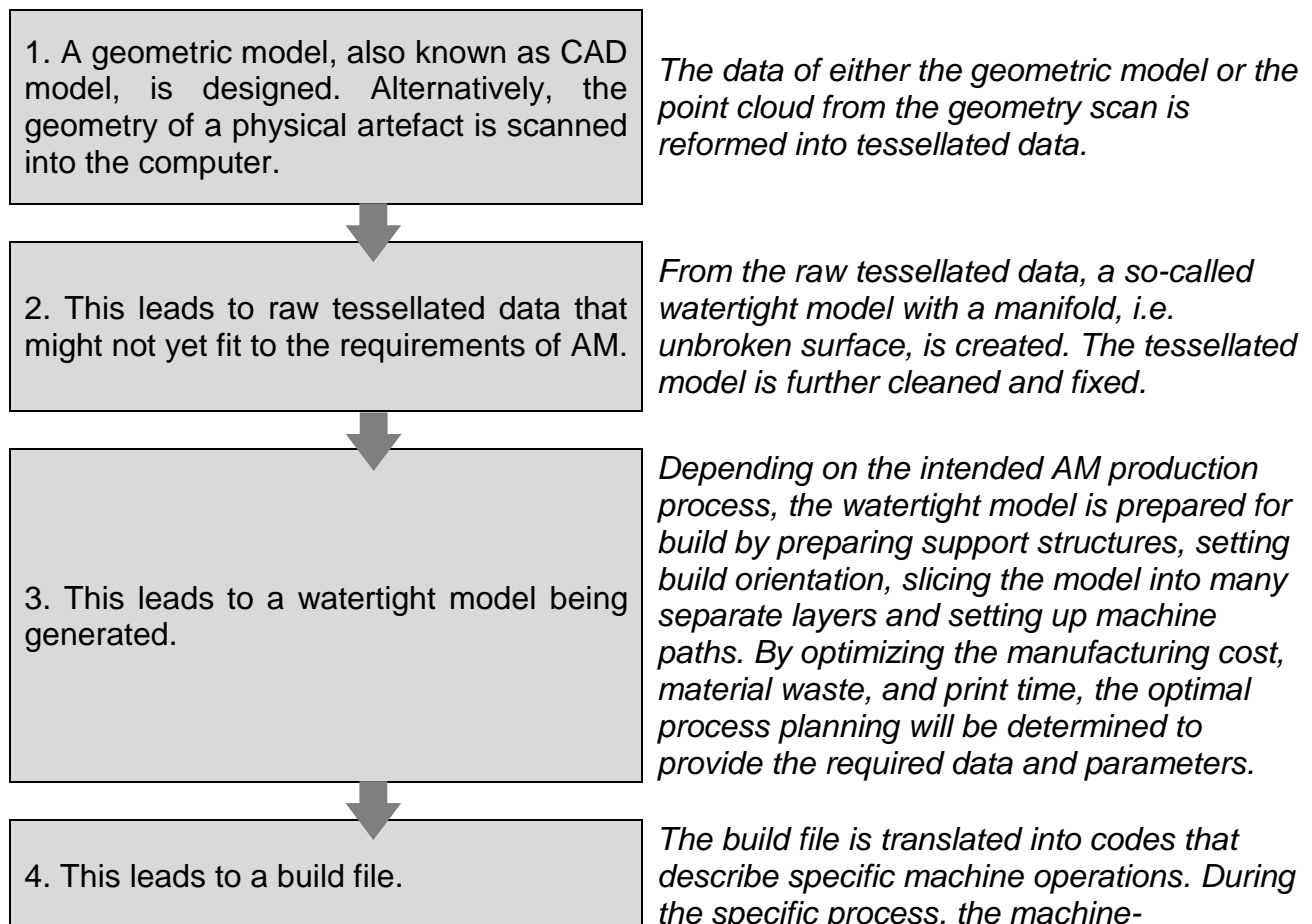 1. A geometric model, also known as CAD
model, is designed. Alternatively, the
geometry of a physical artefact is scanned
into the computer.
The data of either the geometric model or the
point cloud from the geometry scan is
reformed into tessellated data.
2. This leads to raw tessellated data that
might not yet fit to the requirements of AM.
From the raw tessellated data, a so-called
watertight model with a manifold, i.e.
unbroken surface, is created. The tessellated
model is further cleaned and fixed.
3. This leads to a watertight model being
generated.
Depending on the intended AM production
process, the watertight model is prepared for
build by preparing support structures, setting
build orientation, slicing the model into many
separate layers and setting up machine
paths. By optimizing the manufacturing cost,
material waste, and print time, the optimal
process planning will be determined to
provide the required data and parameters.
4. This leads to a build file.
The build file is translated into codes that
describe specific machine operations. During
the specific process, the machine-